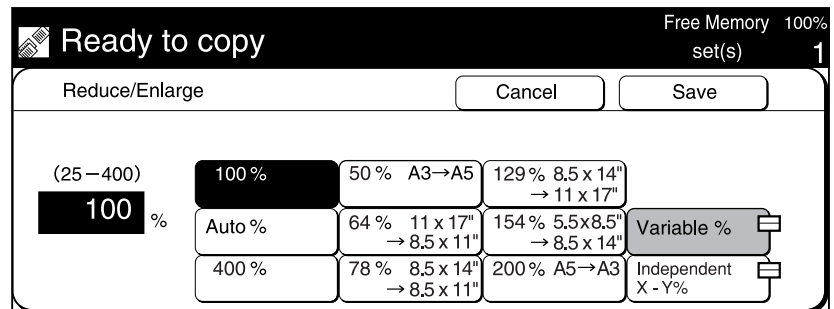 Ready to copy
Free Memory 100%
set(s) 1
Reduce/Enlarge
Cancel
Save
(25-400)
100 %
100 %
50 % A3→A5
129 % 8.5 x 14"
→ 11 x 17"
Auto %
64 % 11 x 17"
→ 8.5 x 11"
154 % 5.5x8.5"
→ 8.5 x 14"
Variable %
400 %
78 % 8.5 x 14"
→ 8.5 x 11"
200 % A5→A3
Independent
X - Y%